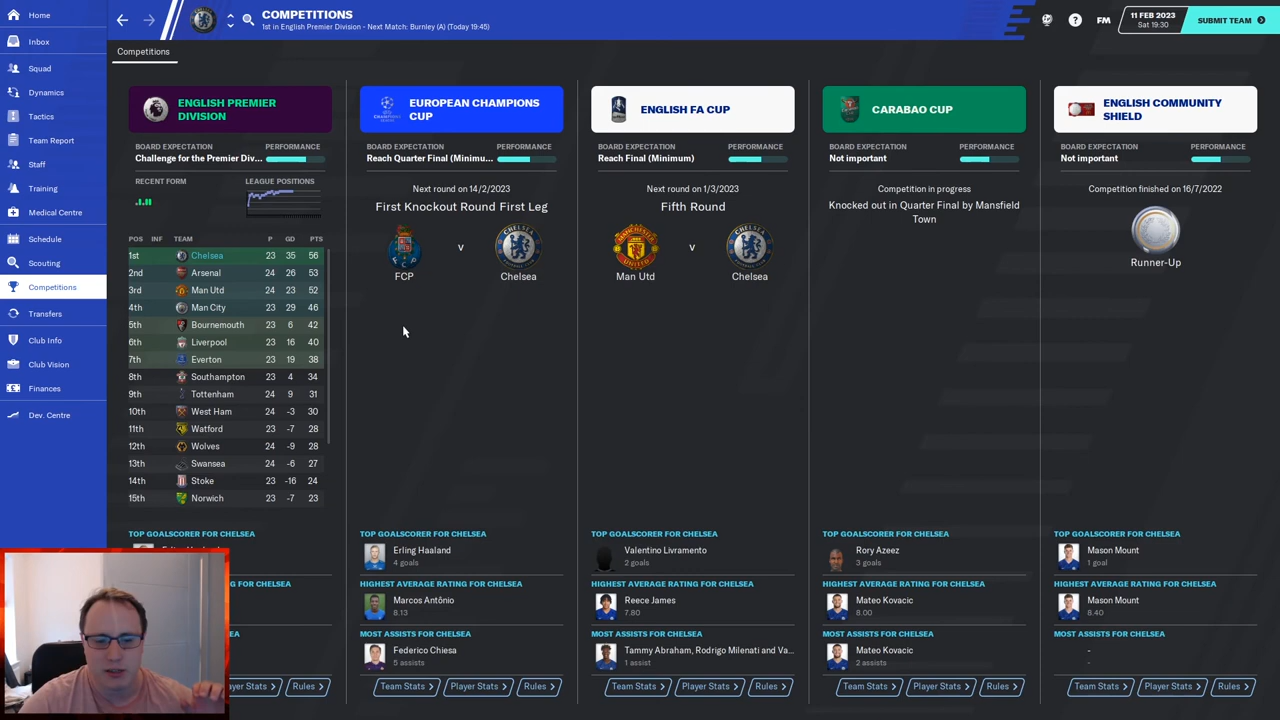 Home
Inbox
Squad
Dynamics
Tactics
Team Report
Staff
Training
Medical Centre
Schedule
Scouting
Competitions
Transfers
Club Info
Club Vision
Finances
Dev. Centre
COMPETITIONS
1st in English Premier Division - Next Match: Burnley (A) (Today 19:45)
?
FM
11 FEB 2023
Sat 19:30
SUBMIT TEAM
Competitions
ENGLISH PREMIER
DIVISION
BOARD EXPECTATION PERFORMANCE
Challenge for the Premier Div...
RECENT FORM LEAGUE POSITIONS
POS INF TEAM P GD PTS
1st Chelsea 23 35 56
2nd Arsenal 24 26 53
3rd Man Utd 24 23 52
4th Man City 23 29 46
5th Bournemouth 23 6 42
6th Liverpool 23 16 40
7th Everton 23 19 38
8th Southampton 23 4 34
9th Tottenham 24 9 31
10th West Ham 24 -3 30
11th Watford 23 -7 28
12th Wolves 24 -9 28
13th Swansea 24 -6 27
14th Stoke 23 -16 24
15th Norwich 23 -7 23
TOP GOALSCORER FOR CHELSEA
Rules
EUROPEAN CHAMPIONS
CUP
BOARD EXPECTATION PERFORMANCE
Reach Quarter Final (Minimu...
Next round on 14/2/2023
First Knockout Round First Leg
v
FCP Chelsea
TOP GOALSCORER FOR CHELSEA
Erling Haaland
4 goals
HIGHEST AVERAGE RATING FOR CHELSEA
Marcos Antônio
8.13
MOST ASSISTS FOR CHELSEA
Federico Chiesa
5 assists
Team Stats Player Stats Rules
ENGLISH FA CUP
BOARD EXPECTATION PERFORMANCE
Reach Final (Minimum)
Next round on 1/3/2023
Fifth Round
v
Man Utd Chelsea
TOP GOALSCORER FOR CHELSEA
Valentino Livramento
2 goals
HIGHEST AVERAGE RATING FOR CHELSEA
Reece James
7.80
MOST ASSISTS FOR CHELSEA
Tammy Abraham, Rodrigo Milenati and Va...
1 assist
Team Stats Player Stats Rules
CARABAO CUP
BOARD EXPECTATION PERFORMANCE
Not important
Competition in progress
Knocked out in Quarter Final by Mansfield
Town
TOP GOALSCORER FOR CHELSEA
Rory Azeez
3 goals
HIGHEST AVERAGE RATING FOR CHELSEA
Mateo Kovacic
8.00
MOST ASSISTS FOR CHELSEA
Mateo Kovacic
2 assists
Team Stats Player Stats Rules
ENGLISH COMMUNITY
SHIELD
BOARD EXPECTATION PERFORMANCE
Not important
Competition finished on 16/7/2022
Runner-Up
TOP GOALSCORER FOR CHELSEA
Mason Mount
1 goal
HIGHEST AVERAGE RATING FOR CHELSEA
Mason Mount
8.40
MOST ASSISTS FOR CHELSEA
-
-
Team Stats Player Stats Rules